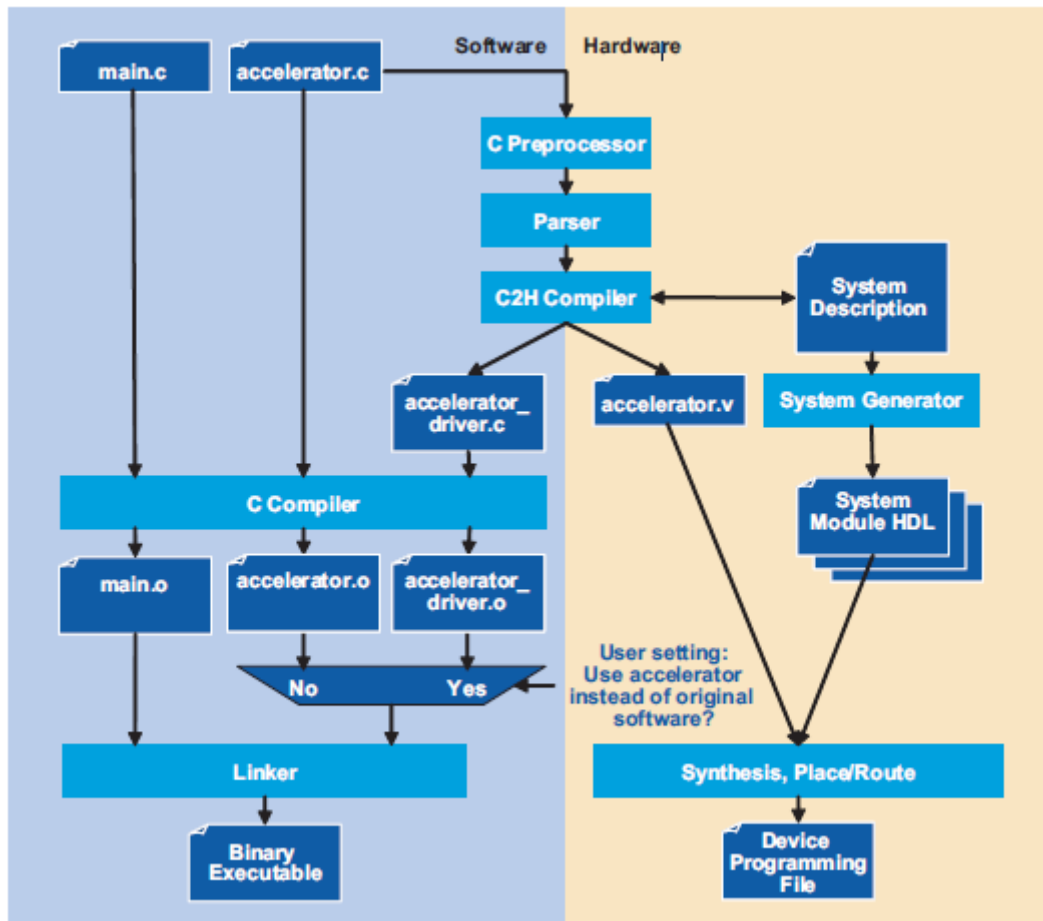 Software
Hardware
main.c
accelerator.c
C Preprocessor
Parser
C2H Compiler
System
Description
accelerator_
driver.c
accelerator.v
System Generator
C Compiler
System
Module HDL
main.o
accelerator.o
accelerator_
driver.o
No
Yes
User setting:
Use accelerator
instead of original
software?
Linker
Synthesis, Place/Route
Binary
Executable
Device
Programming
File